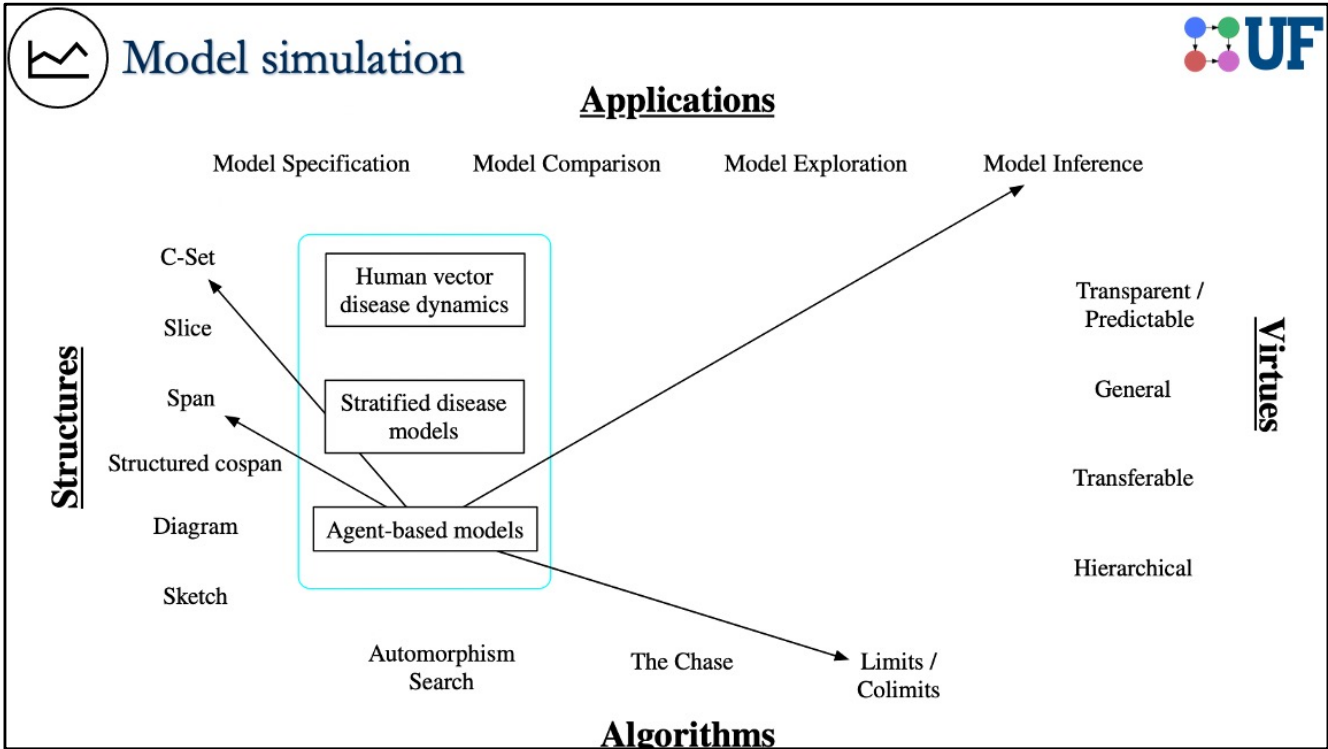 Model simulation
UF
Applications
Model Specification
Model Comparison
Model Exploration
Model Inference
Structures
C-Set
Slice
Span
Structured cospan
Diagram
Sketch
Human vector
disease dynamics
Stratified disease
models
Agent-based models
Transparent /
Predictable
General
Transferable
Hierarchical
Virtues
Automorphism
Search
The Chase
Limits /
Colimits
Algorithms